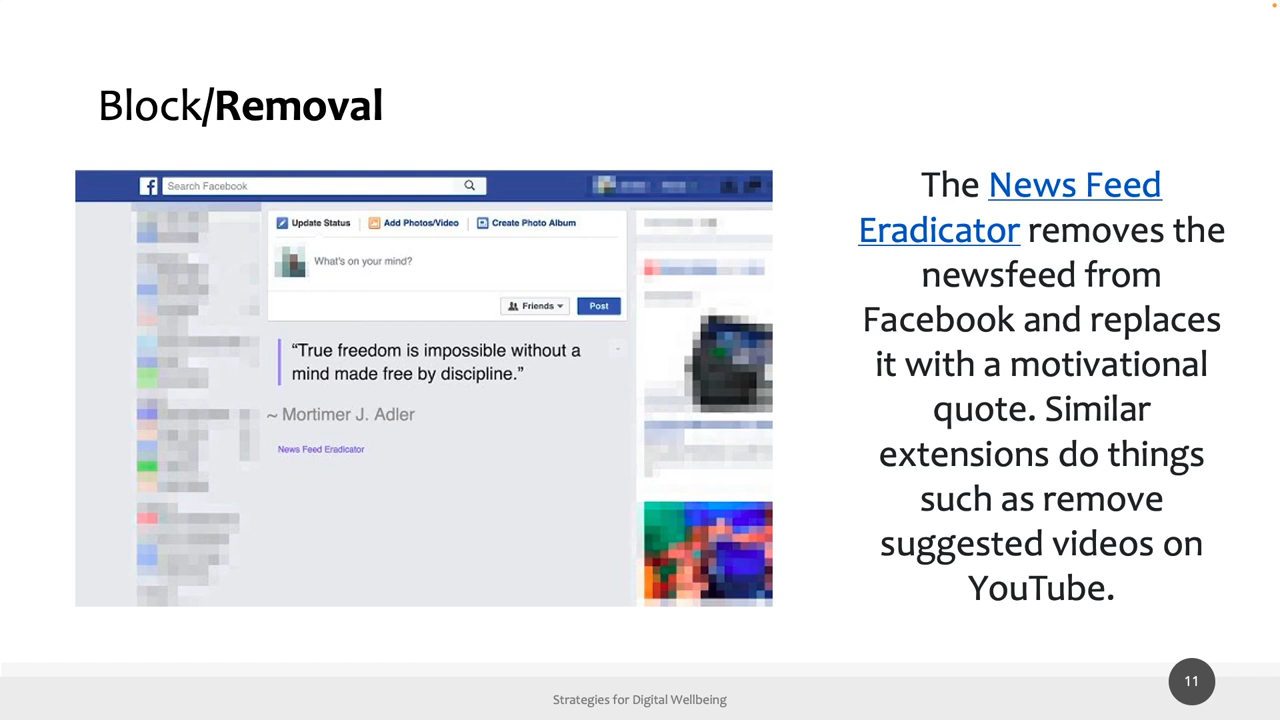 Block/Removal
f
Search Facebook
Update Status
Add Photos/Video
Create Photo Album
What's on your mind?
Friends
Post
“True freedom is impossible without a
mind made free by discipline.”
~ Mortimer J. Adler
News Feed Eradicator
The News Feed
Eradicator removes the
newsfeed from
Facebook and replaces
it with a motivational
quote. Similar
extensions do things
such as remove
suggested videos on
YouTube.
Strategies for Digital Wellbeing
11